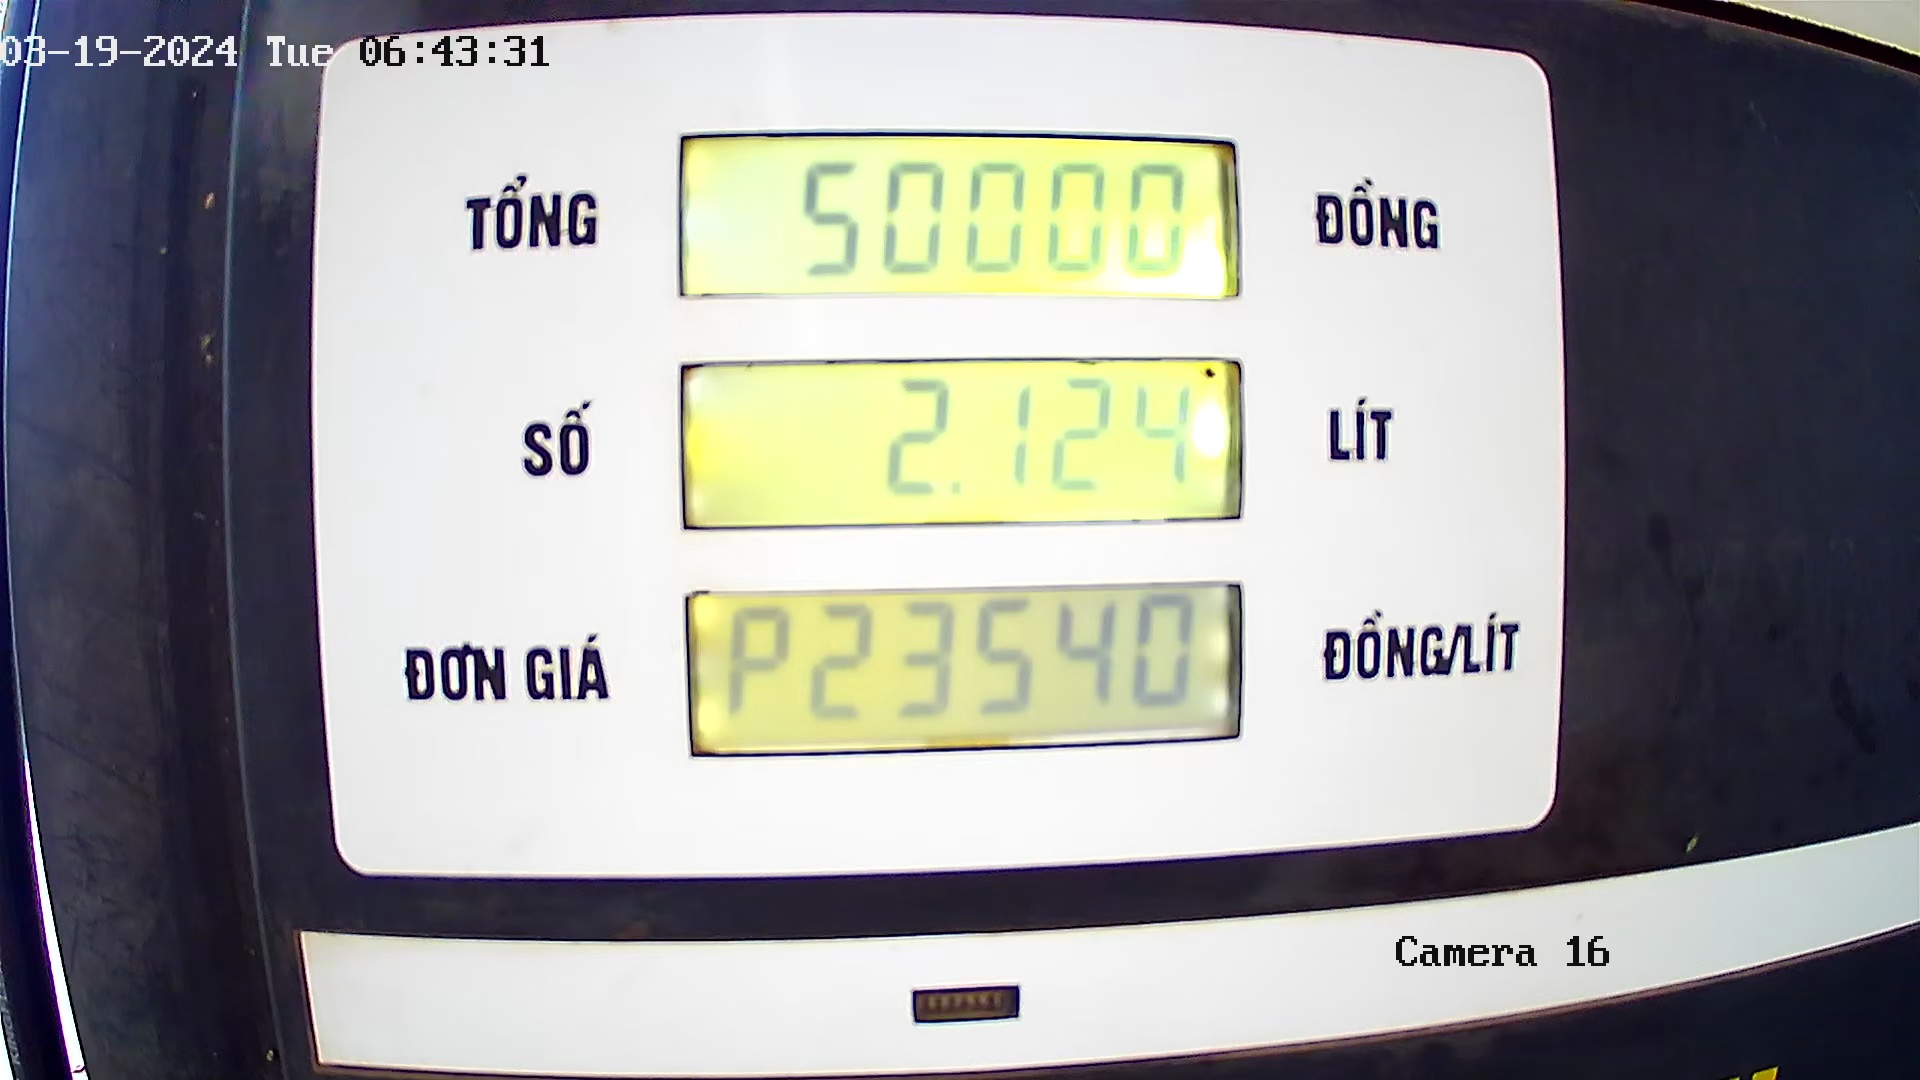 03-19-2024 Tue 06:43:31
TỔNG 50000 ĐỒNG
SỐ 2.124 LÍT
ĐƠN GIÁ P23540 ĐỒNG/LÍT
Camera 16